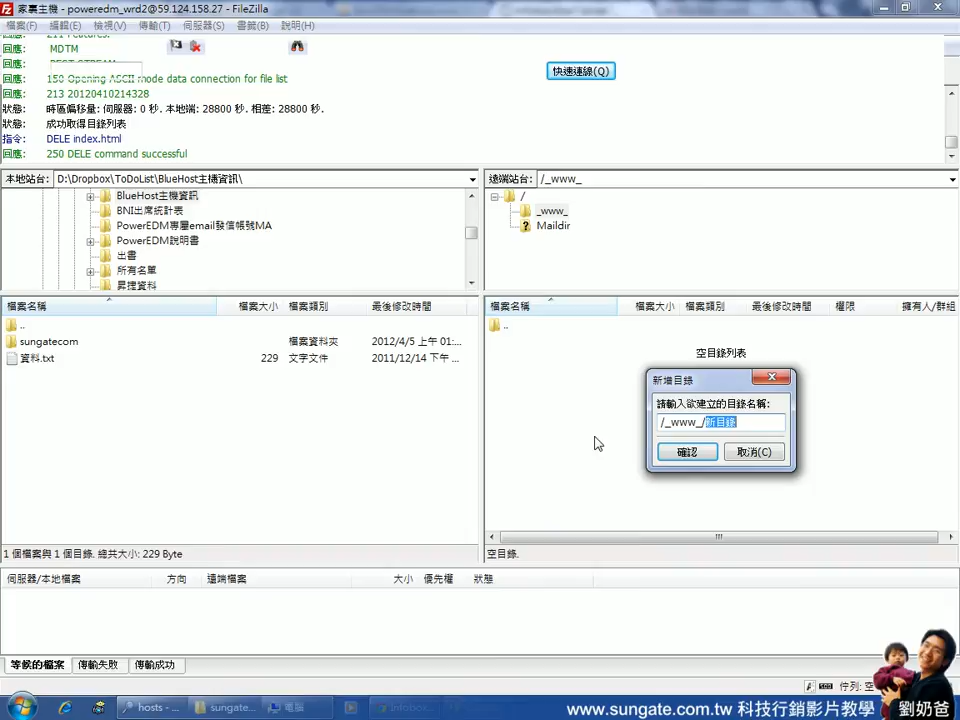 家裏主機 - poweredm_wrd2@59.124.158.27 - FileZilla
檔案(F) 編輯(E) 檢視(V) 傳輸(T) 伺服器(S) 書籤(B) 說明(H)
回應: 211 Features:
回應: MDTM
回應: REST STREAM
回應: 150 Opening ASCII mode data connection for file list
回應: 213 20120410214328
狀態: 時區偏移量: 伺服器: 0 秒. 本地端: 28800 秒. 相差: 28800 秒.
狀態: 成功取得目錄列表
指令: DELE index.html
回應: 250 DELE command successful
快速連線(Q)
本地站台: D:\Dropbox\ToDoList\BlueHost主機資訊\
BlueHost主機資訊
BNI出席統計表
PowerEDM專屬email發信帳號MA
PowerEDM說明書
出書
所有名單
昇捷資料
遠端站台: /_www_
/
_www_
Maildir
檔案名稱 檔案大小 檔案類別 最後修改時間
..
sungatecom 檔案資料夾 2012/4/5 上午 01:...
資料.txt 229 文字文件 2011/12/14 下午 ...
1 個檔案與 1 個目錄. 總共大小: 229 Byte
檔案名稱 檔案大小 檔案類別 最後修改時間 權限 擁有人/群組
..
空目錄列表
新增目錄
請輸入欲建立的目錄名稱:
/_www_/新目錄
確認 取消(C)
空目錄.
伺服器/本地檔案 方向 遠端檔案 大小 優先權 狀態
等候的檔案 傳輸失敗 傳輸成功
佇列: 空
hosts - ... sungate... 電腦 Infobox...
www.sungate.com.tw 科技行銷影片教學
劉奶爸